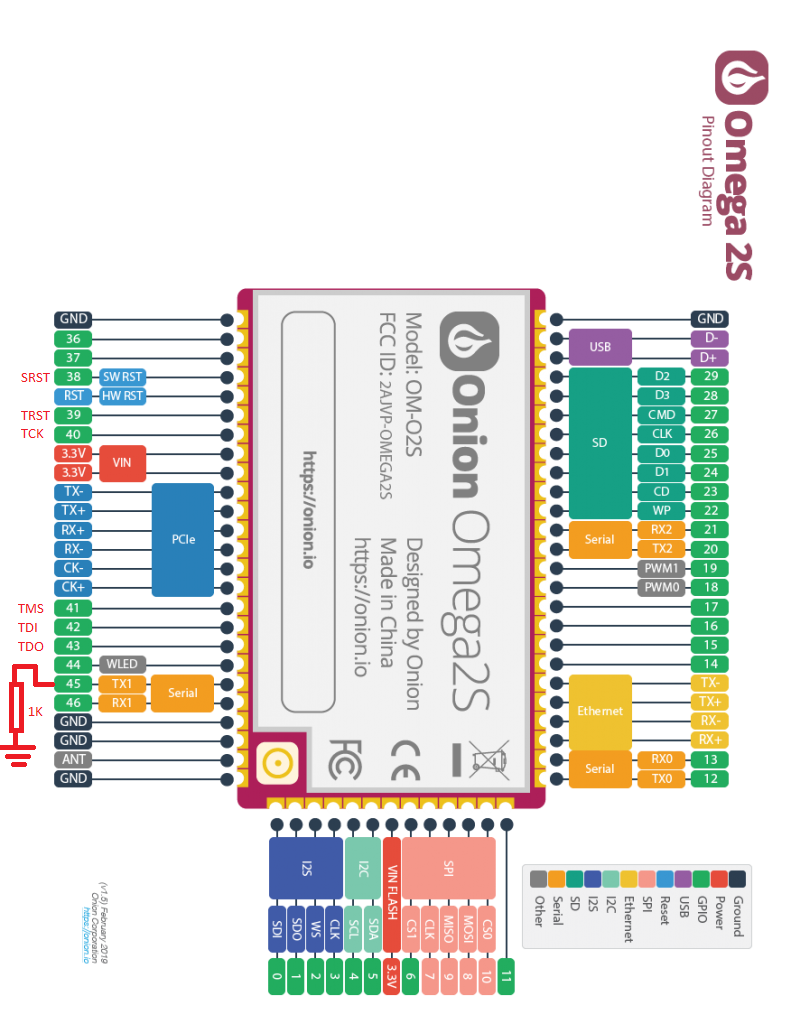 omega 2S
Pinout Diagram
GND
36
37
SRST 38 SW RST
RST HW RST
TRST 39
TCK 40
3.3V VIN
3.3V
TX-
TX+
RX+ PCIe
RX-
CK-
CK+
TMS 41
TDI 42
TDO 43
44 WLED
45 TX1 Serial
1K 46 RX1
GND
GND
ANT
GND
onion Omega2S
Model: OM-O2S
FCC ID: 2AJVP-OMEGA2S
Designed by Onion
Made in China
https://onion.io
https://onion.io
FC
CE
GND
USB D-
D+
SD D2 29
D3 28
CMD 27
CLK 26
D0 25
D1 24
CD 23
WP 22
Serial RX2 21
TX2 20
PWM1 19
PWM0 18
17
16
15
14
Ethernet TX-
TX+
RX-
RX+
Serial RX0 13
TX0 12
I2S I2C VIN FLASH SPI
SDI SDO WS CLK SCL SDA CS1 CLK MISO MOSI CS0
0 1 2 3 4 5 3.3V 6 7 9 8 10 11
Ground
Power
GPIO
USB
Reset
SPI
Ethernet
I2C
I2S
SD
Serial
Other
(v1.5) February 2019
Onion Corporation
https://onion.io